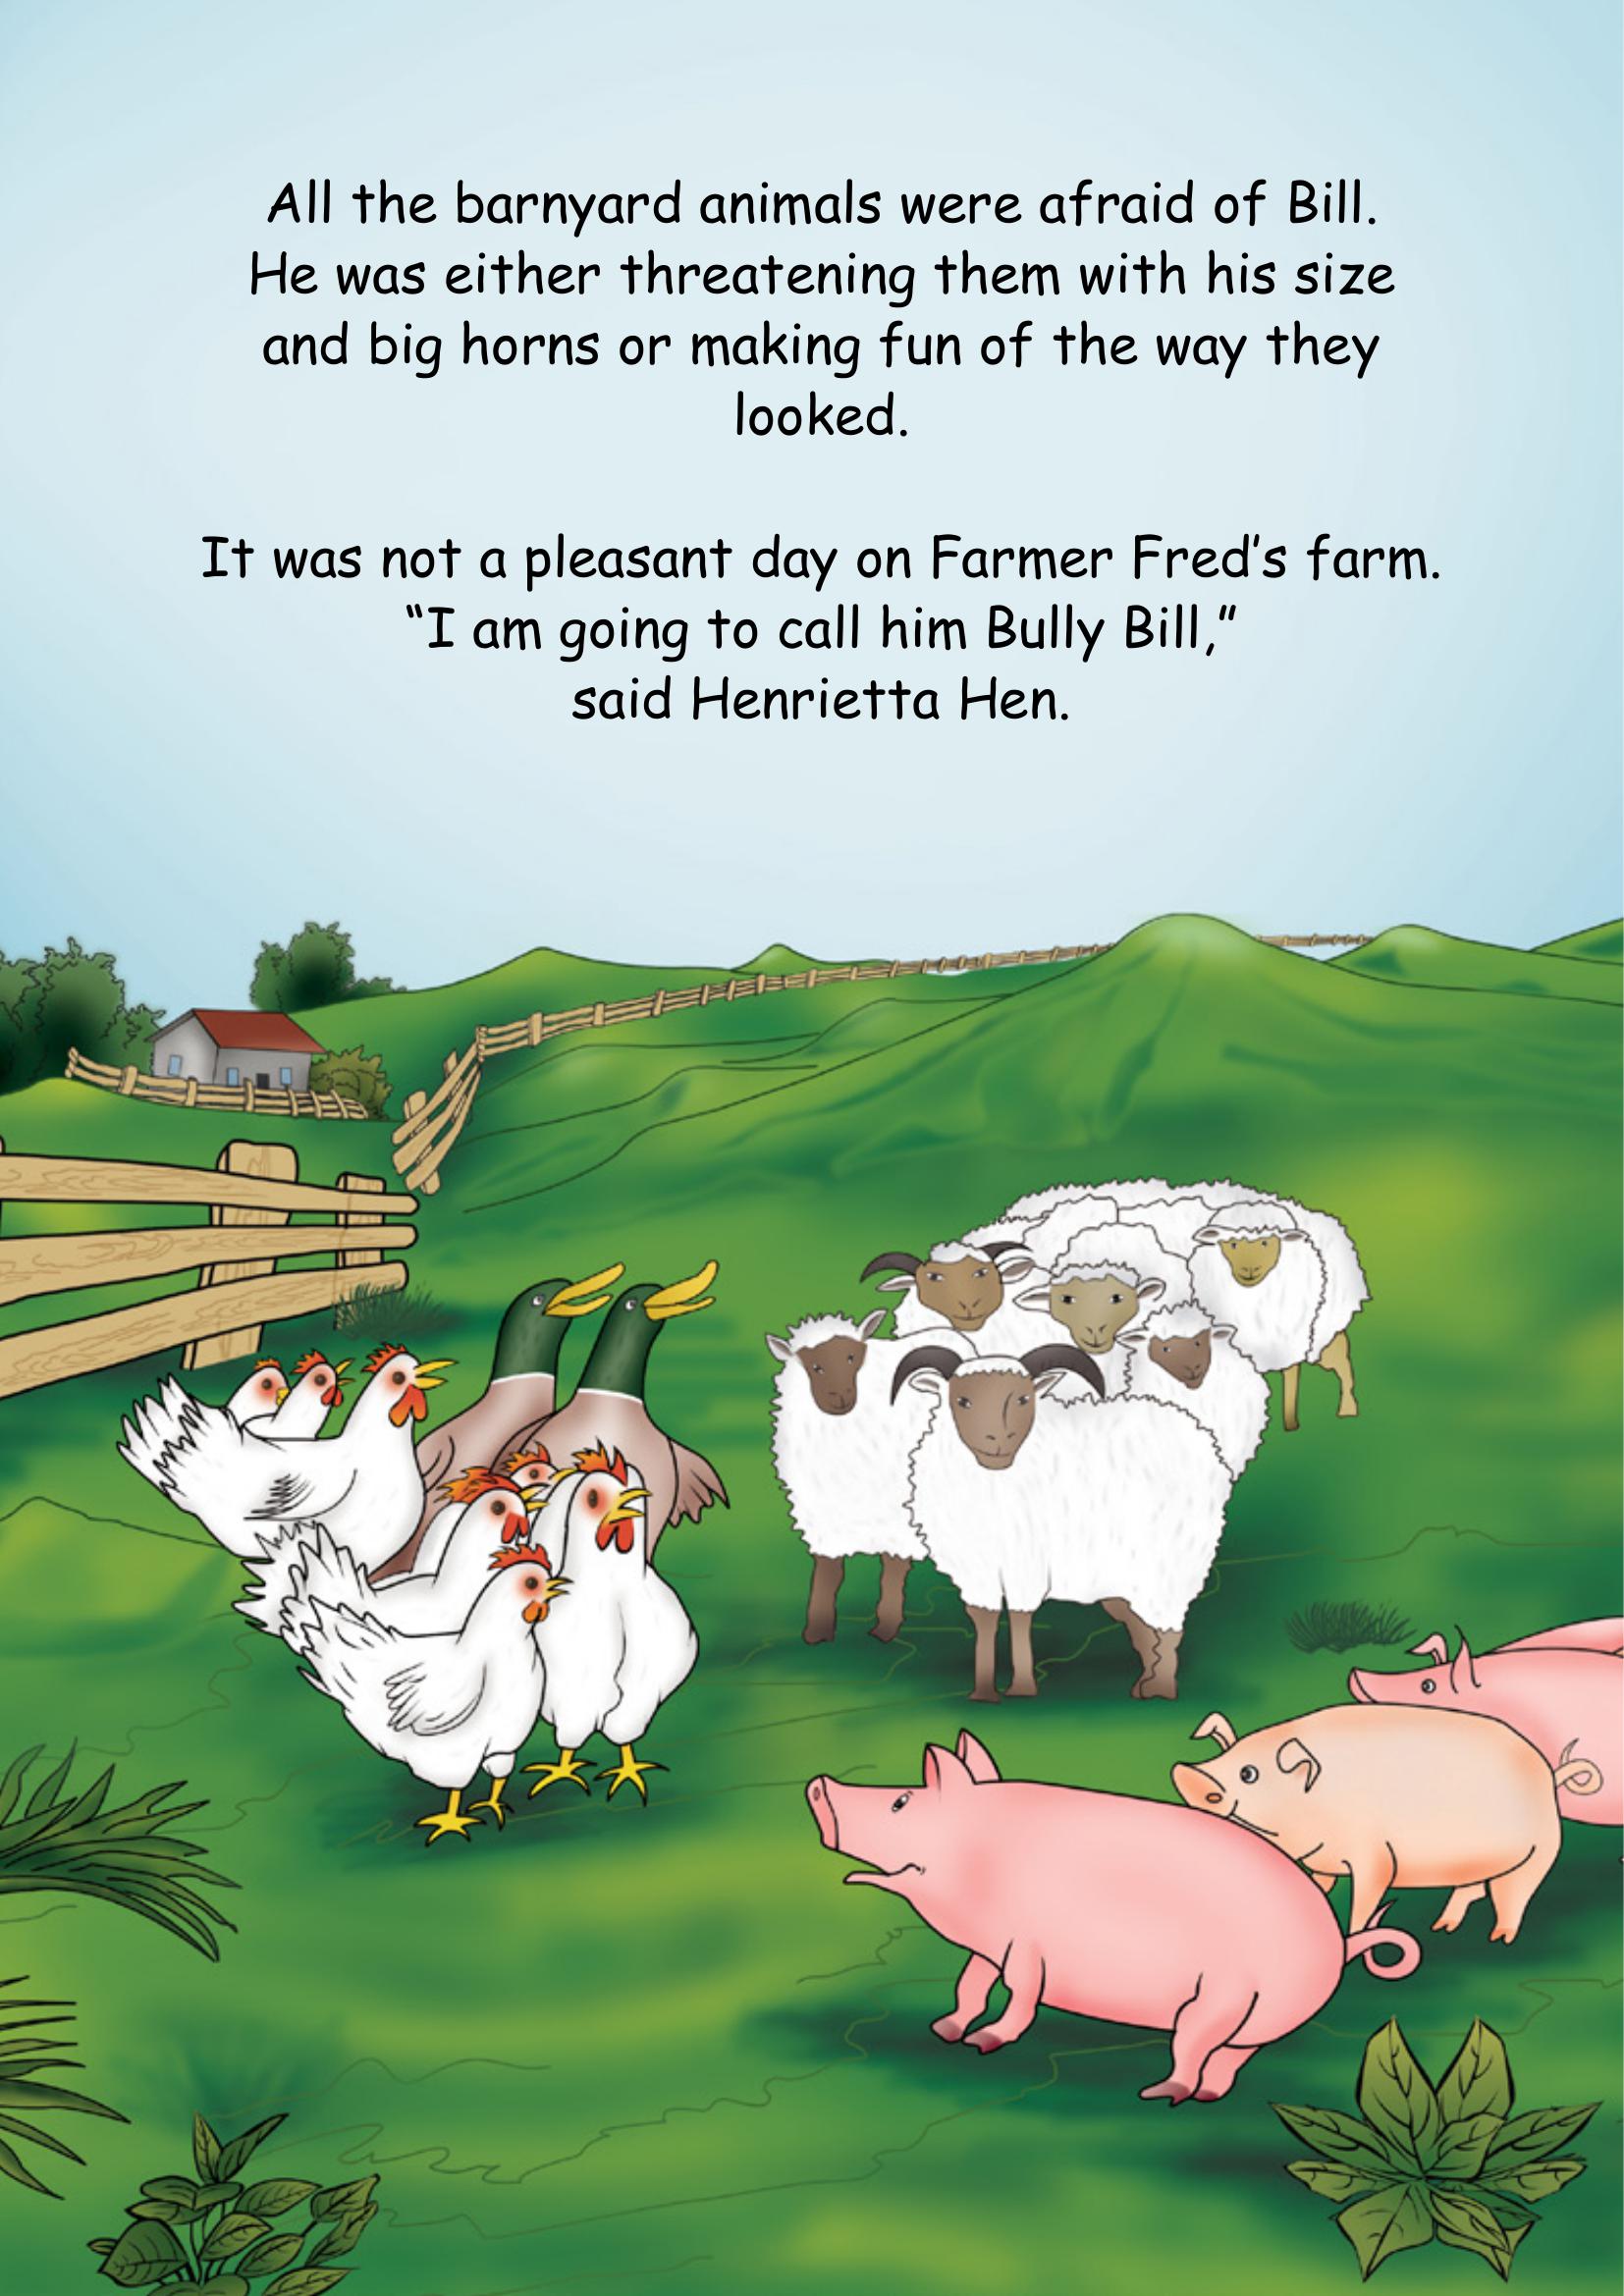 All the barnyard animals were afraid of Bill.
He was either threatening them with his size
and big horns or making fun of the way they
looked.
It was not a pleasant day on Farmer Fred’s farm.
“I am going to call him Bully Bill,”
said Henrietta Hen.